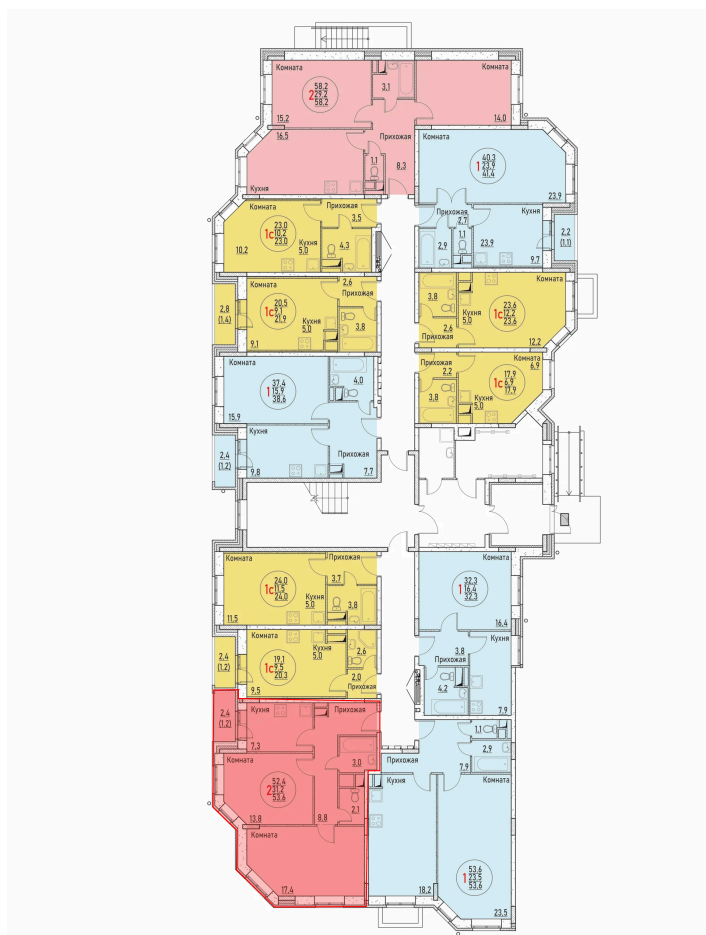 Комната
58,2
2 29,2
58,2
15,2
3,1
Комната
14,0
16,5
Кухня
1,1
Прихожая
8,3
Комната
40,3
1 23,9
41,4
23,9
Прихожая
2,7
Кухня
2,9
1,1
23,9
9,7
2,2
(1,1)
Комната
23,0
1с 10,2
23,0
10,2
Прихожая
3,5
Кухня
5,0
4,3
Комната
20,5
1с 9,1
21,9
9,1
2,6
Прихожая
Кухня
5,0
3,8
2,8
(1,4)
3,8
Кухня
5,0
2,6
Прихожая
23,6
1с 12,2
23,6
Комната
12,2
Прихожая
2,2
3,8
Кухня
5,0
17,9
1с 6,9
17,9
Комната
6,9
Комната
37,4
1 15,9
38,6
15,9
4,0
Кухня
9,8
Прихожая
7,7
2,4
(1,2)
Комната
24,0
1с 11,5
24,0
11,5
Прихожая
3,7
Кухня
5,0
3,8
32,3
1 16,4
32,3
Комната
16,4
3,8
Прихожая
Кухня
4,2
7,9
Комната
19,1
1с 9,5
20,3
9,5
Кухня
5,0
2,6
2,0
Прихожая
2,4
(1,2)
2,4
(1,2)
Кухня
7,3
Прихожая
3,0
Комната
52,4
2 31,2
53,6
13,8
8,8
2,1
Комната
17,4
1,1
2,9
Прихожая
7,9
Кухня
18,2
Комната
53,6
1 23,5
53,6
23,5